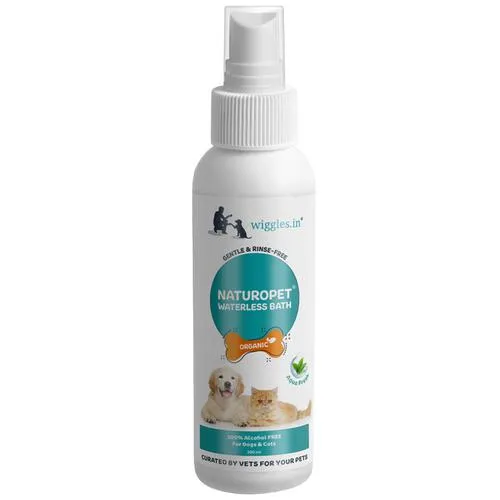 wiggles.in®
GENTLE & RINSE-FREE
NATUROPET®
WATERLESS BATH
ORGANIC
Aqua Fresh
100% Alcohol FREE
For Dogs & Cats
CURATED BY VETS FOR YOUR PETS